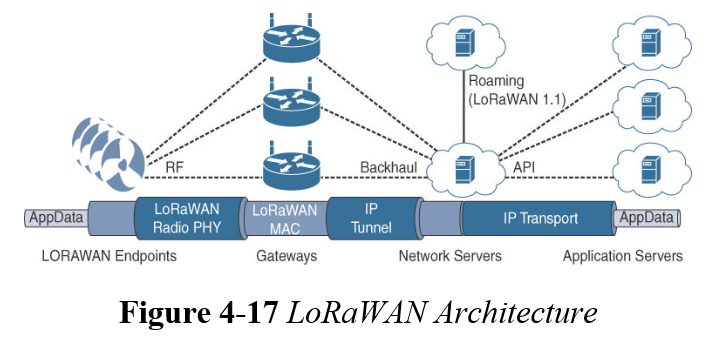 Roaming
(LoRaWAN 1.1)
RF
Backhaul
API
AppData
LoRaWAN
Radio PHY
LoRaWAN
MAC
IP
Tunnel
IP Transport
AppData
LORAWAN Endpoints
Gateways
Network Servers
Application Servers
Figure 4-17 LoRaWAN Architecture